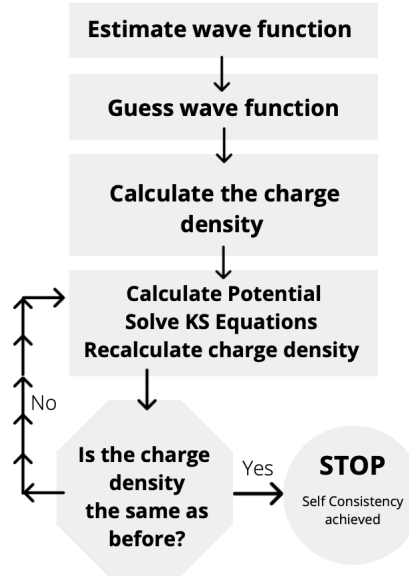 Estimate wave function
Guess wave function
Calculate the charge
density
Calculate Potential
Solve KS Equations
Recalculate charge density
No
Is the charge
density
the same as
before?
Yes
STOP
Self Consistency
achieved